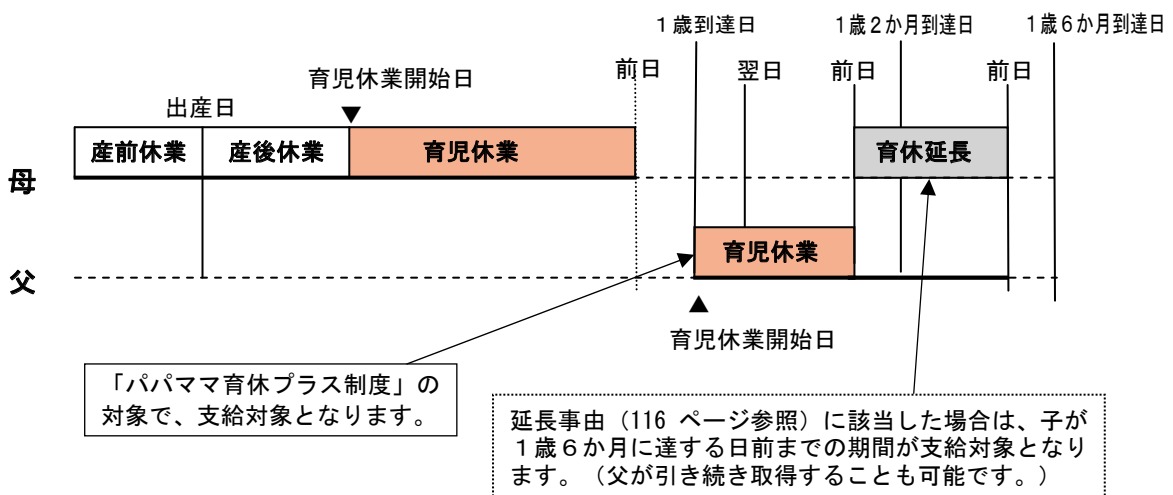 １歳到達日
１歳２か月到達日
１歳６か月到達日
育児休業開始日
前日
翌日
前日
前日
出産日
▼
産前休業
産後休業
育児休業
育休延長
母
育児休業
父
▲
育児休業開始日
「パパママ育休プラス制度」の
対象で、支給対象となります。
延長事由（116 ページ参照）に該当した場合は、子が
１歳６か月に達する日前までの期間が支給対象となり
ます。（父が引き続き取得することも可能です。）